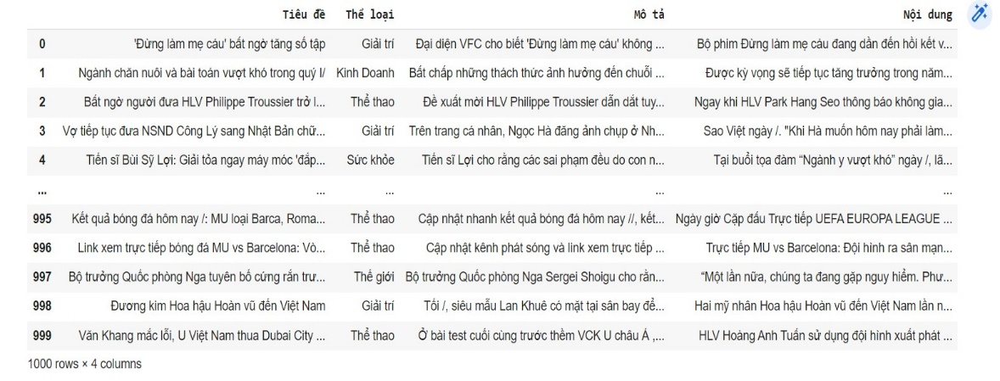 Tiêu đề Thể loại Mô tả Nội dung
0 'Đừng làm mẹ cáu' bất ngờ tăng số tập Giải trí Đại diện VFC cho biết 'Đừng làm mẹ cáu' không ... Bộ phim Đừng làm mẹ cáu đang dần đến hồi kết v...
1 Ngành chăn nuôi và bài toán vượt khó trong quý I/ Kinh Doanh Bất chấp những thách thức ảnh hưởng đến chuỗi ... Được kỳ vọng sẽ tiếp tục tăng trưởng trong năm...
2 Bất ngờ người đưa HLV Philippe Troussier trở l... Thể thao Đề xuất mời HLV Philippe Troussier dẫn dắt tuy... Ngay khi HLV Park Hang Seo thông báo không gia...
3 Vợ tiếp tục đưa NSND Công Lý sang Nhật Bản chữ... Giải trí Trên trang cá nhân, Ngọc Hà đăng ảnh chụp ở Nh... Sao Việt ngày /. "Khi Hà muốn hôm nay phải làm...
4 Tiến sĩ Bùi Sỹ Lợi: Giải tỏa ngay máy móc 'đắp... Sức khỏe Tiến sĩ Lợi cho rằng các sai phạm đều do con n... Tại buổi tọa đàm “Ngành y vượt khó” ngày /, lã...
... ... ... ... ...
995 Kết quả bóng đá hôm nay /: MU loại Barca, Roma... Thể thao Cập nhật nhanh kết quả bóng đá hôm nay //, kết... Ngày giờ Cặp đấu Trực tiếp UEFA EUROPA LEAGUE ...
996 Link xem trực tiếp bóng đá MU vs Barcelona: Vò... Thể thao Cập nhật kênh phát sóng và link xem trực tiếp ... Trực tiếp MU vs Barcelona: Đội hình ra sân mạn...
997 Bộ trưởng Quốc phòng Nga tuyên bố cứng rắn trư... Thế giới Bộ trưởng Quốc phòng Nga Sergei Shoigu cho rằn... “Một lần nữa, chúng ta đang gặp nguy hiểm. Phư...
998 Đương kim Hoa hậu Hoàn vũ đến Việt Nam Giải trí Tối /, siêu mẫu Lan Khuê có mặt tại sân bay để... Hai mỹ nhân Hoa hậu Hoàn vũ đến Việt Nam lần n...
999 Văn Khang mắc lỗi, U Việt Nam thua Dubai City ... Thể thao Ở bài test cuối cùng trước thềm VCK U châu Á ,... HLV Hoàng Anh Tuấn sử dụng đội hình xuất phát ...
1000 rows × 4 columns